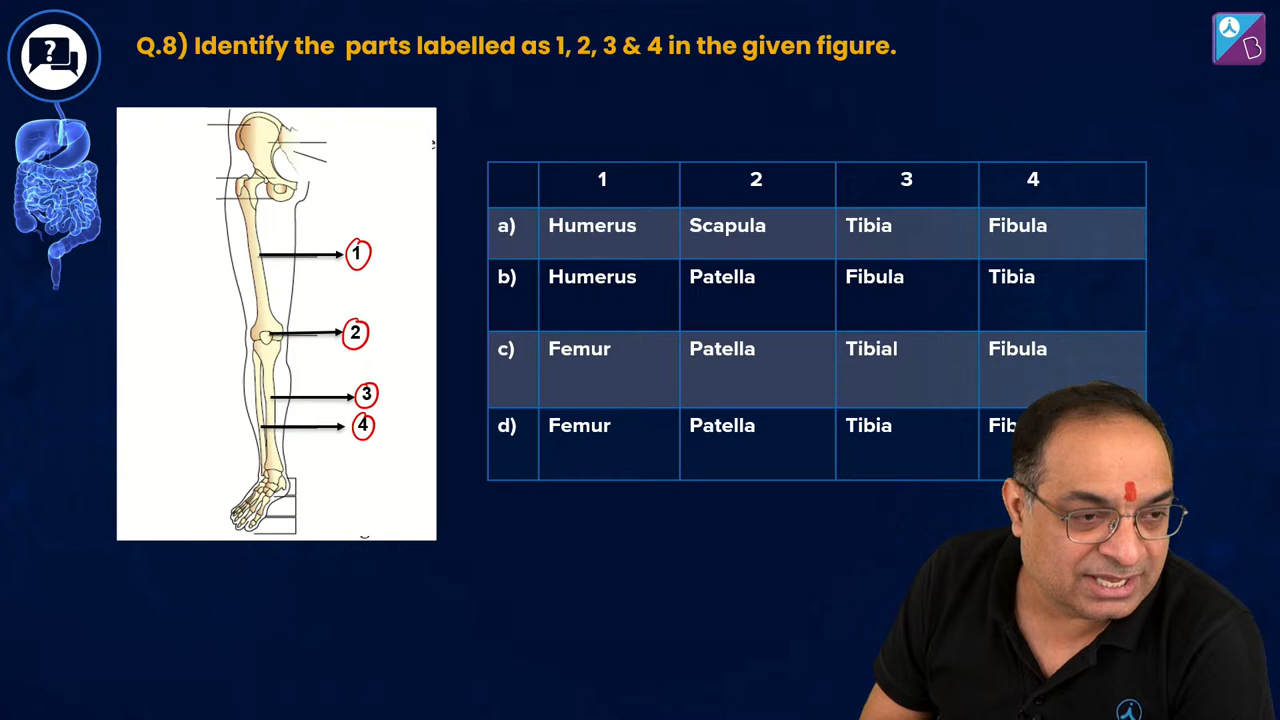 Q.8) Identify the parts labelled as 1, 2, 3 & 4 in the given figure.
?
B
1
2
3
4
1 2 3 4
a) Humerus Scapula Tibia Fibula
b) Humerus Patella Fibula Tibia
c) Femur Patella Tibial Fibula
d) Femur Patella Tibia